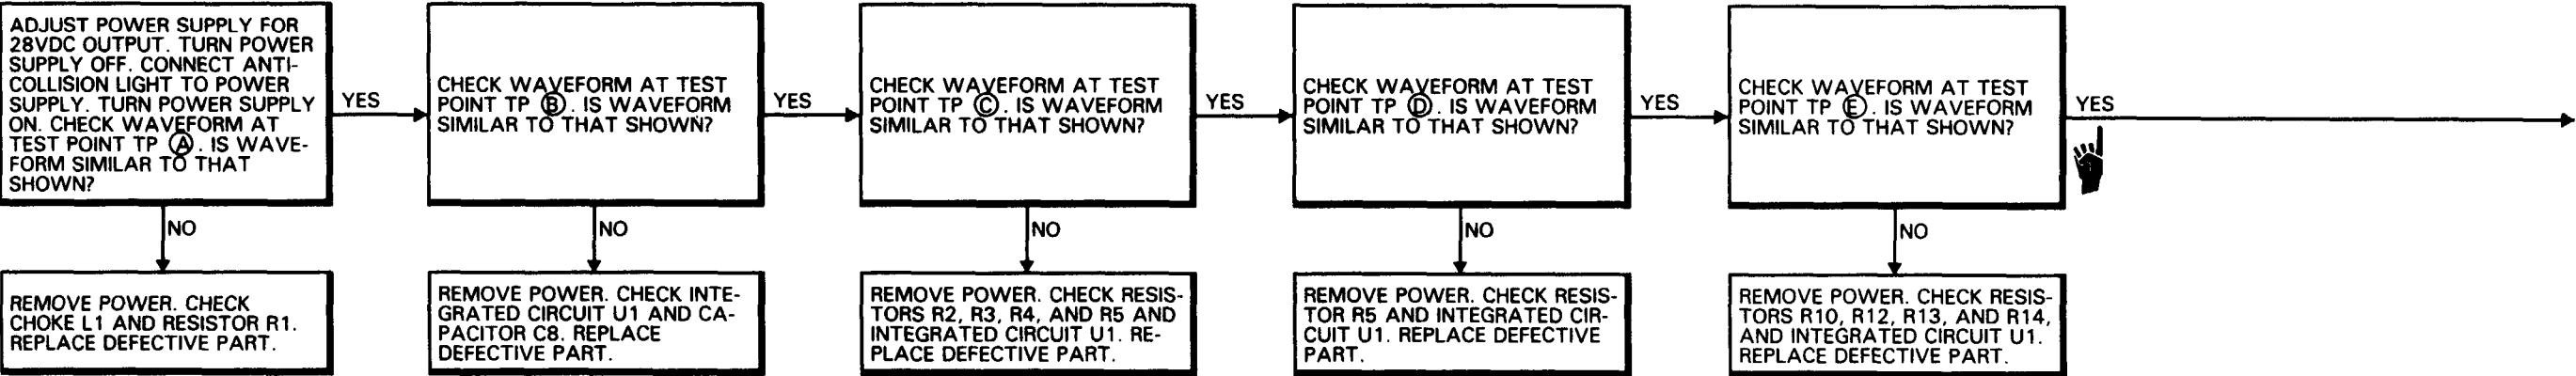 ADJUST POWER SUPPLY FOR
28VDC OUTPUT. TURN POWER
SUPPLY OFF. CONNECT ANTI-
COLLISION LIGHT TO POWER
SUPPLY. TURN POWER SUPPLY
ON. CHECK WAVEFORM AT
TEST POINT TP Ⓐ. IS WAVE-
FORM SIMILAR TO THAT
SHOWN?
YES
CHECK WAVEFORM AT TEST
POINT TP Ⓑ. IS WAVEFORM
SIMILAR TO THAT SHOWN?
YES
CHECK WAVEFORM AT TEST
POINT TP Ⓒ. IS WAVEFORM
SIMILAR TO THAT SHOWN?
YES
CHECK WAVEFORM AT TEST
POINT TP Ⓓ. IS WAVEFORM
SIMILAR TO THAT SHOWN?
YES
CHECK WAVEFORM AT TEST
POINT TP Ⓔ. IS WAVEFORM
SIMILAR TO THAT SHOWN?
YES
NO
NO
NO
NO
NO
REMOVE POWER. CHECK
CHOKE L1 AND RESISTOR R1.
REPLACE DEFECTIVE PART.
REMOVE POWER. CHECK INTE-
GRATED CIRCUIT U1 AND CA-
PACITOR C8. REPLACE
DEFECTIVE PART.
REMOVE POWER. CHECK RESIS-
TORS R2, R3, R4, AND R5 AND
INTEGRATED CIRCUIT U1. RE-
PLACE DEFECTIVE PART.
REMOVE POWER. CHECK RESIS-
TOR R5 AND INTEGRATED CIR-
CUIT U1. REPLACE DEFECTIVE
PART.
REMOVE POWER. CHECK RESIS-
TORS R10, R12, R13, AND R14,
AND INTEGRATED CIRCUIT U1.
REPLACE DEFECTIVE PART.